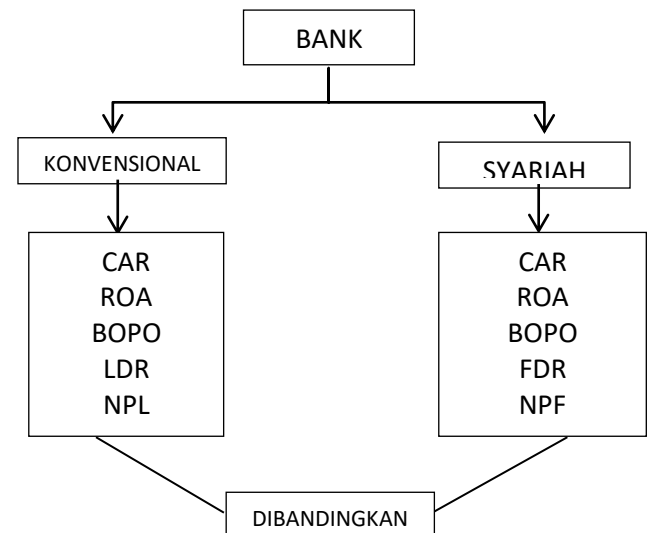 BANK
KONVENSIONAL
SYARIAH
CAR
ROA
BOPO
LDR
NPL
CAR
ROA
BOPO
FDR
NPF
DIBANDINGKAN